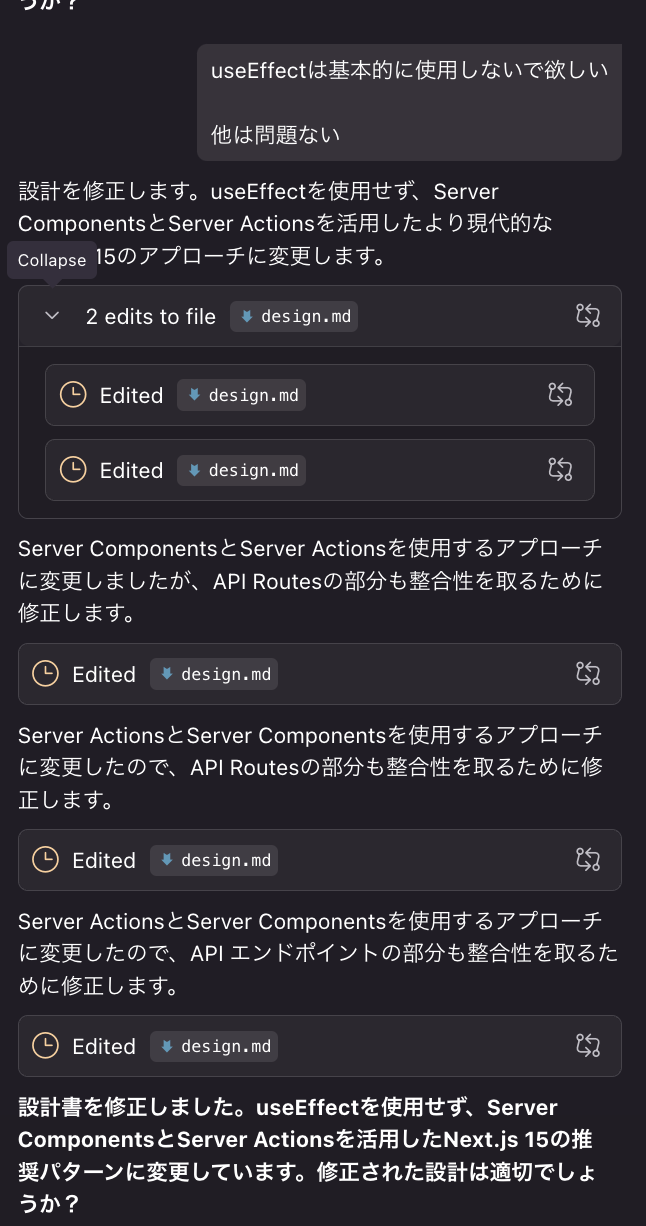 うか？
useEffectは基本的に使用しないで欲しい
他は問題ない
設計を修正します。useEffectを使用せず、Server
ComponentsとServer Actionsを活用したより現代的な
Collapse 15のアプローチに変更します。
2 edits to file design.md
Edited design.md
Edited design.md
Server ComponentsとServer Actionsを使用するアプローチ
に変更しましたが、API Routesの部分も整合性を取るために
修正します。
Edited design.md
Server ActionsとServer Componentsを使用するアプローチ
に変更したので、API Routesの部分も整合性を取るために修
正します。
Edited design.md
Server ActionsとServer Componentsを使用するアプローチ
に変更したので、API エンドポイントの部分も整合性を取るた
めに修正します。
Edited design.md
設計書を修正しました。useEffectを使用せず、Server
ComponentsとServer Actionsを活用したNext.js 15の推
奨パターンに変更しています。修正された設計は適切でしょ
うか？